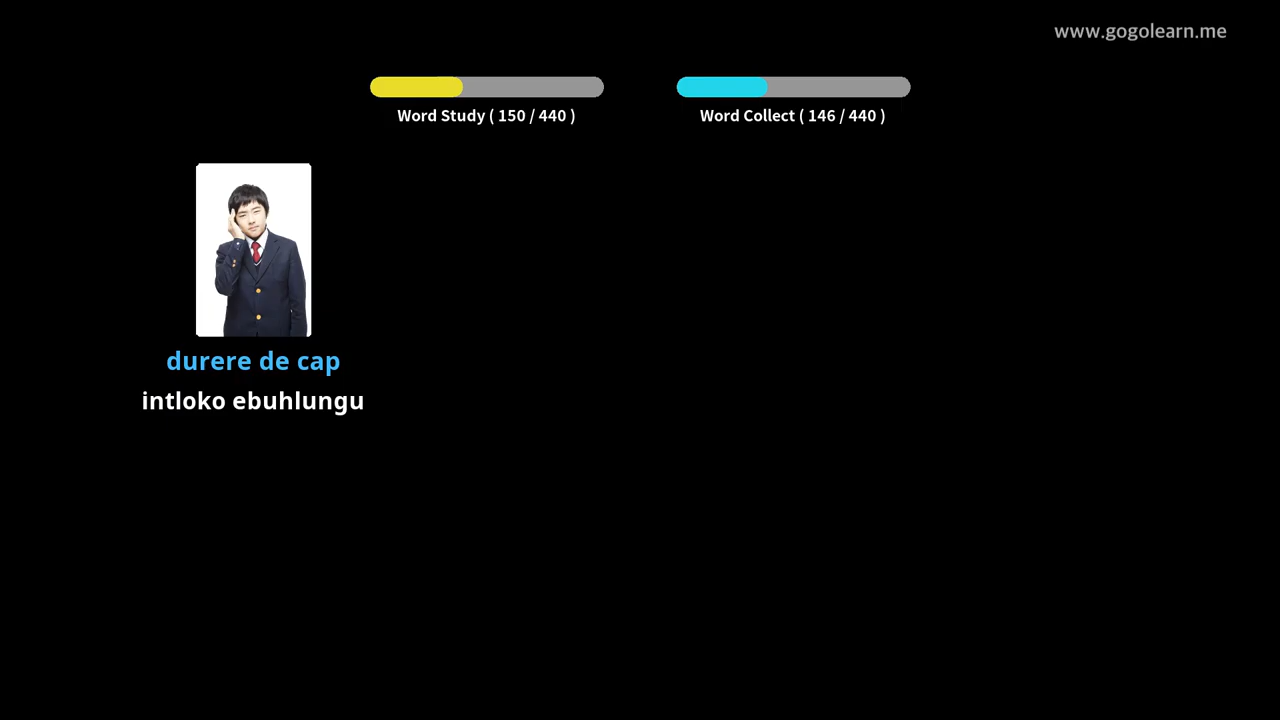 www.gogolearn.me
Word Study ( 150 / 440 )
Word Collect ( 146 / 440 )
durere de cap
intloko ebuhlungu